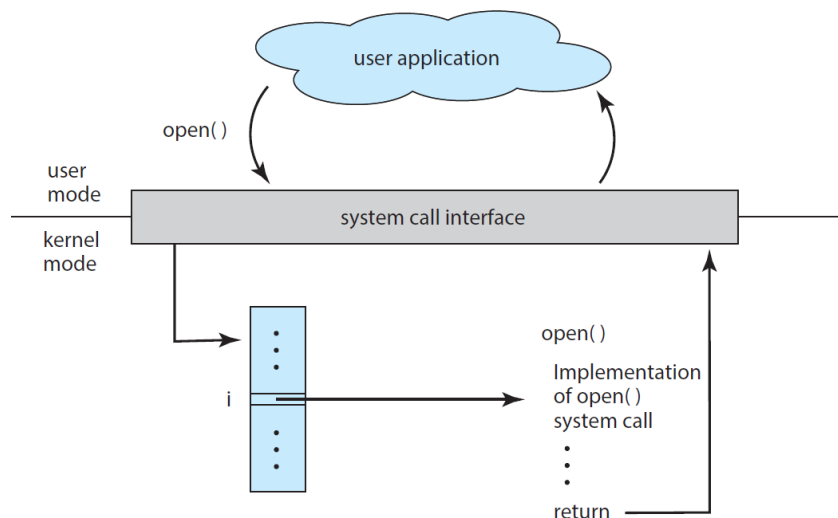 user application
open( )
user
mode
system call interface
kernel
mode
open( )
Implementation
of open( )
system call
i
return